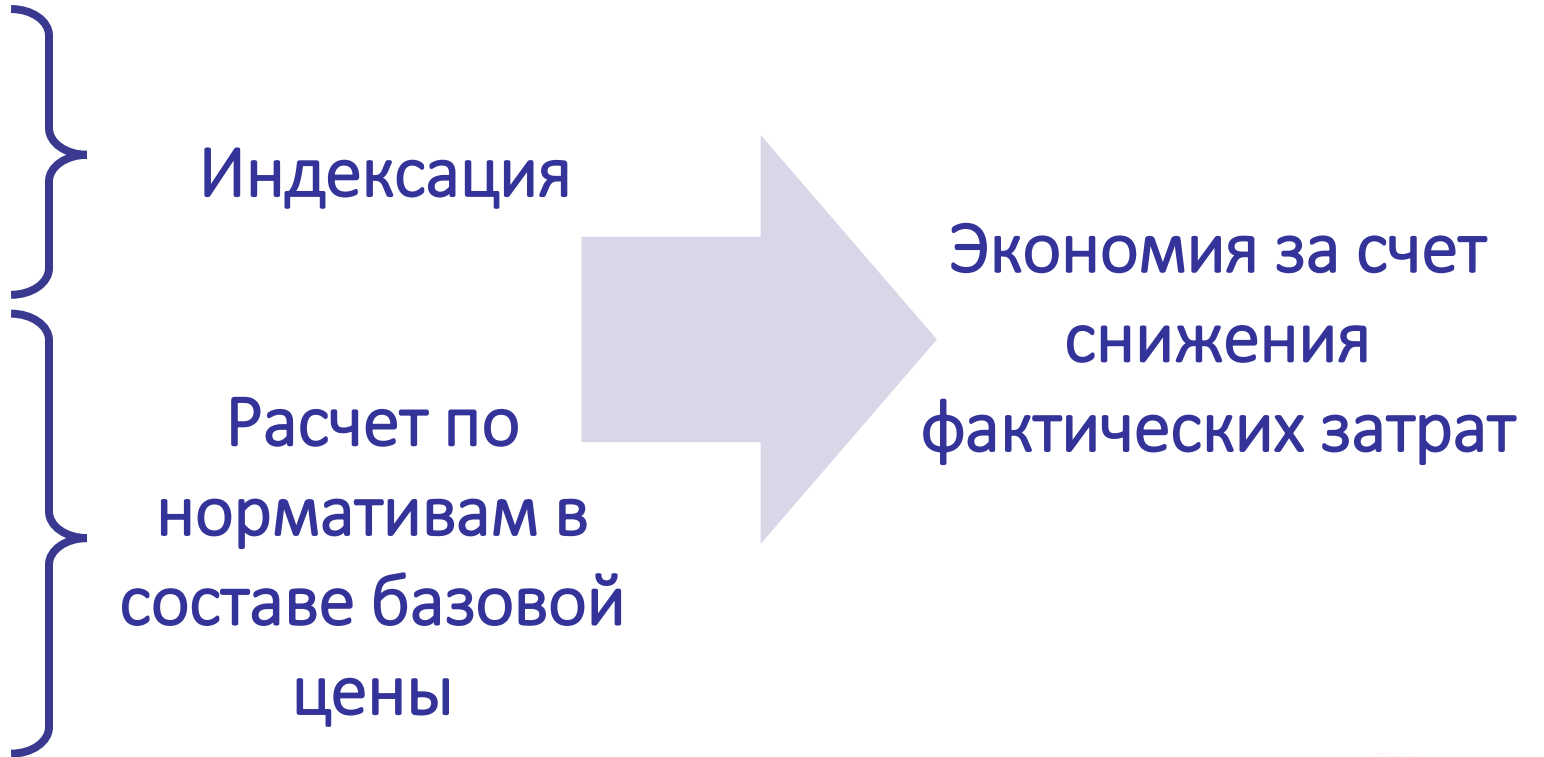 Индексация
Расчет по
нормативам в
составе базовой
цены
Экономия за счет
снижения
фактических затрат